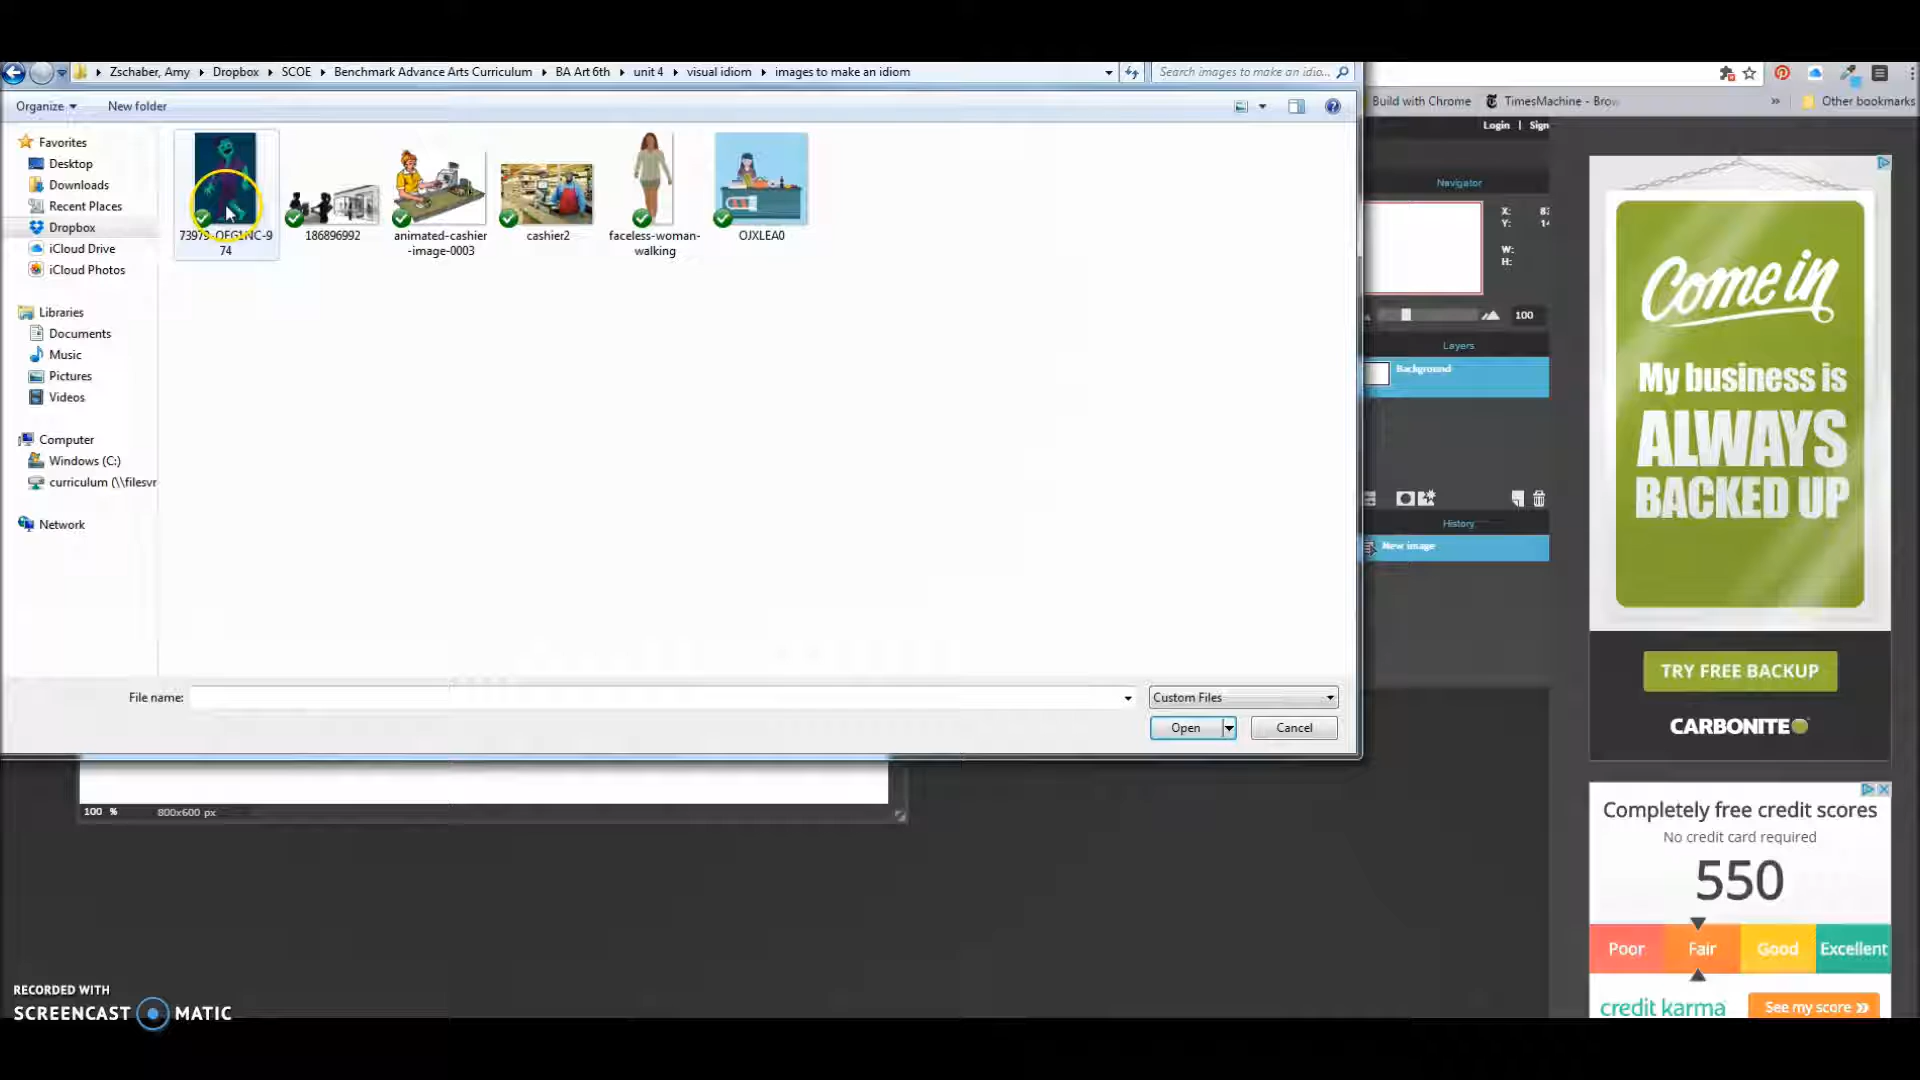 Zschaber, Amy Dropbox SCOE Benchmark Advance Arts Curriculum BA Art 6th unit 4 visual idiom images to make an idiom
Search images to make an idio...
Organize New folder
Build with Chrome TimesMachine - Brow » Other bookmarks
Login | Sign
Favorites
Desktop
Downloads
Recent Places
Dropbox
iCloud Drive
iCloud Photos
Libraries
Documents
Music
Pictures
Videos
Computer
Windows (C:)
curriculum (\\filesvr
Network
974
186896992
animated-cashier
-image-0003
cashier2
faceless-woman-
walking
OJXLEA0
File name:
Custom Files
Open Cancel
100 % 800x600 px
Navigator
X:
Y:
W:
H:
100
Layers
Background
History
New image
Come in
My business is
ALWAYS
BACKED UP
TRY FREE BACKUP
CARBONITE
Completely free credit scores
No credit card required
550
Poor Fair Good Excellent
credit karma See my score »
RECORDED WITH
SCREENCAST MATIC